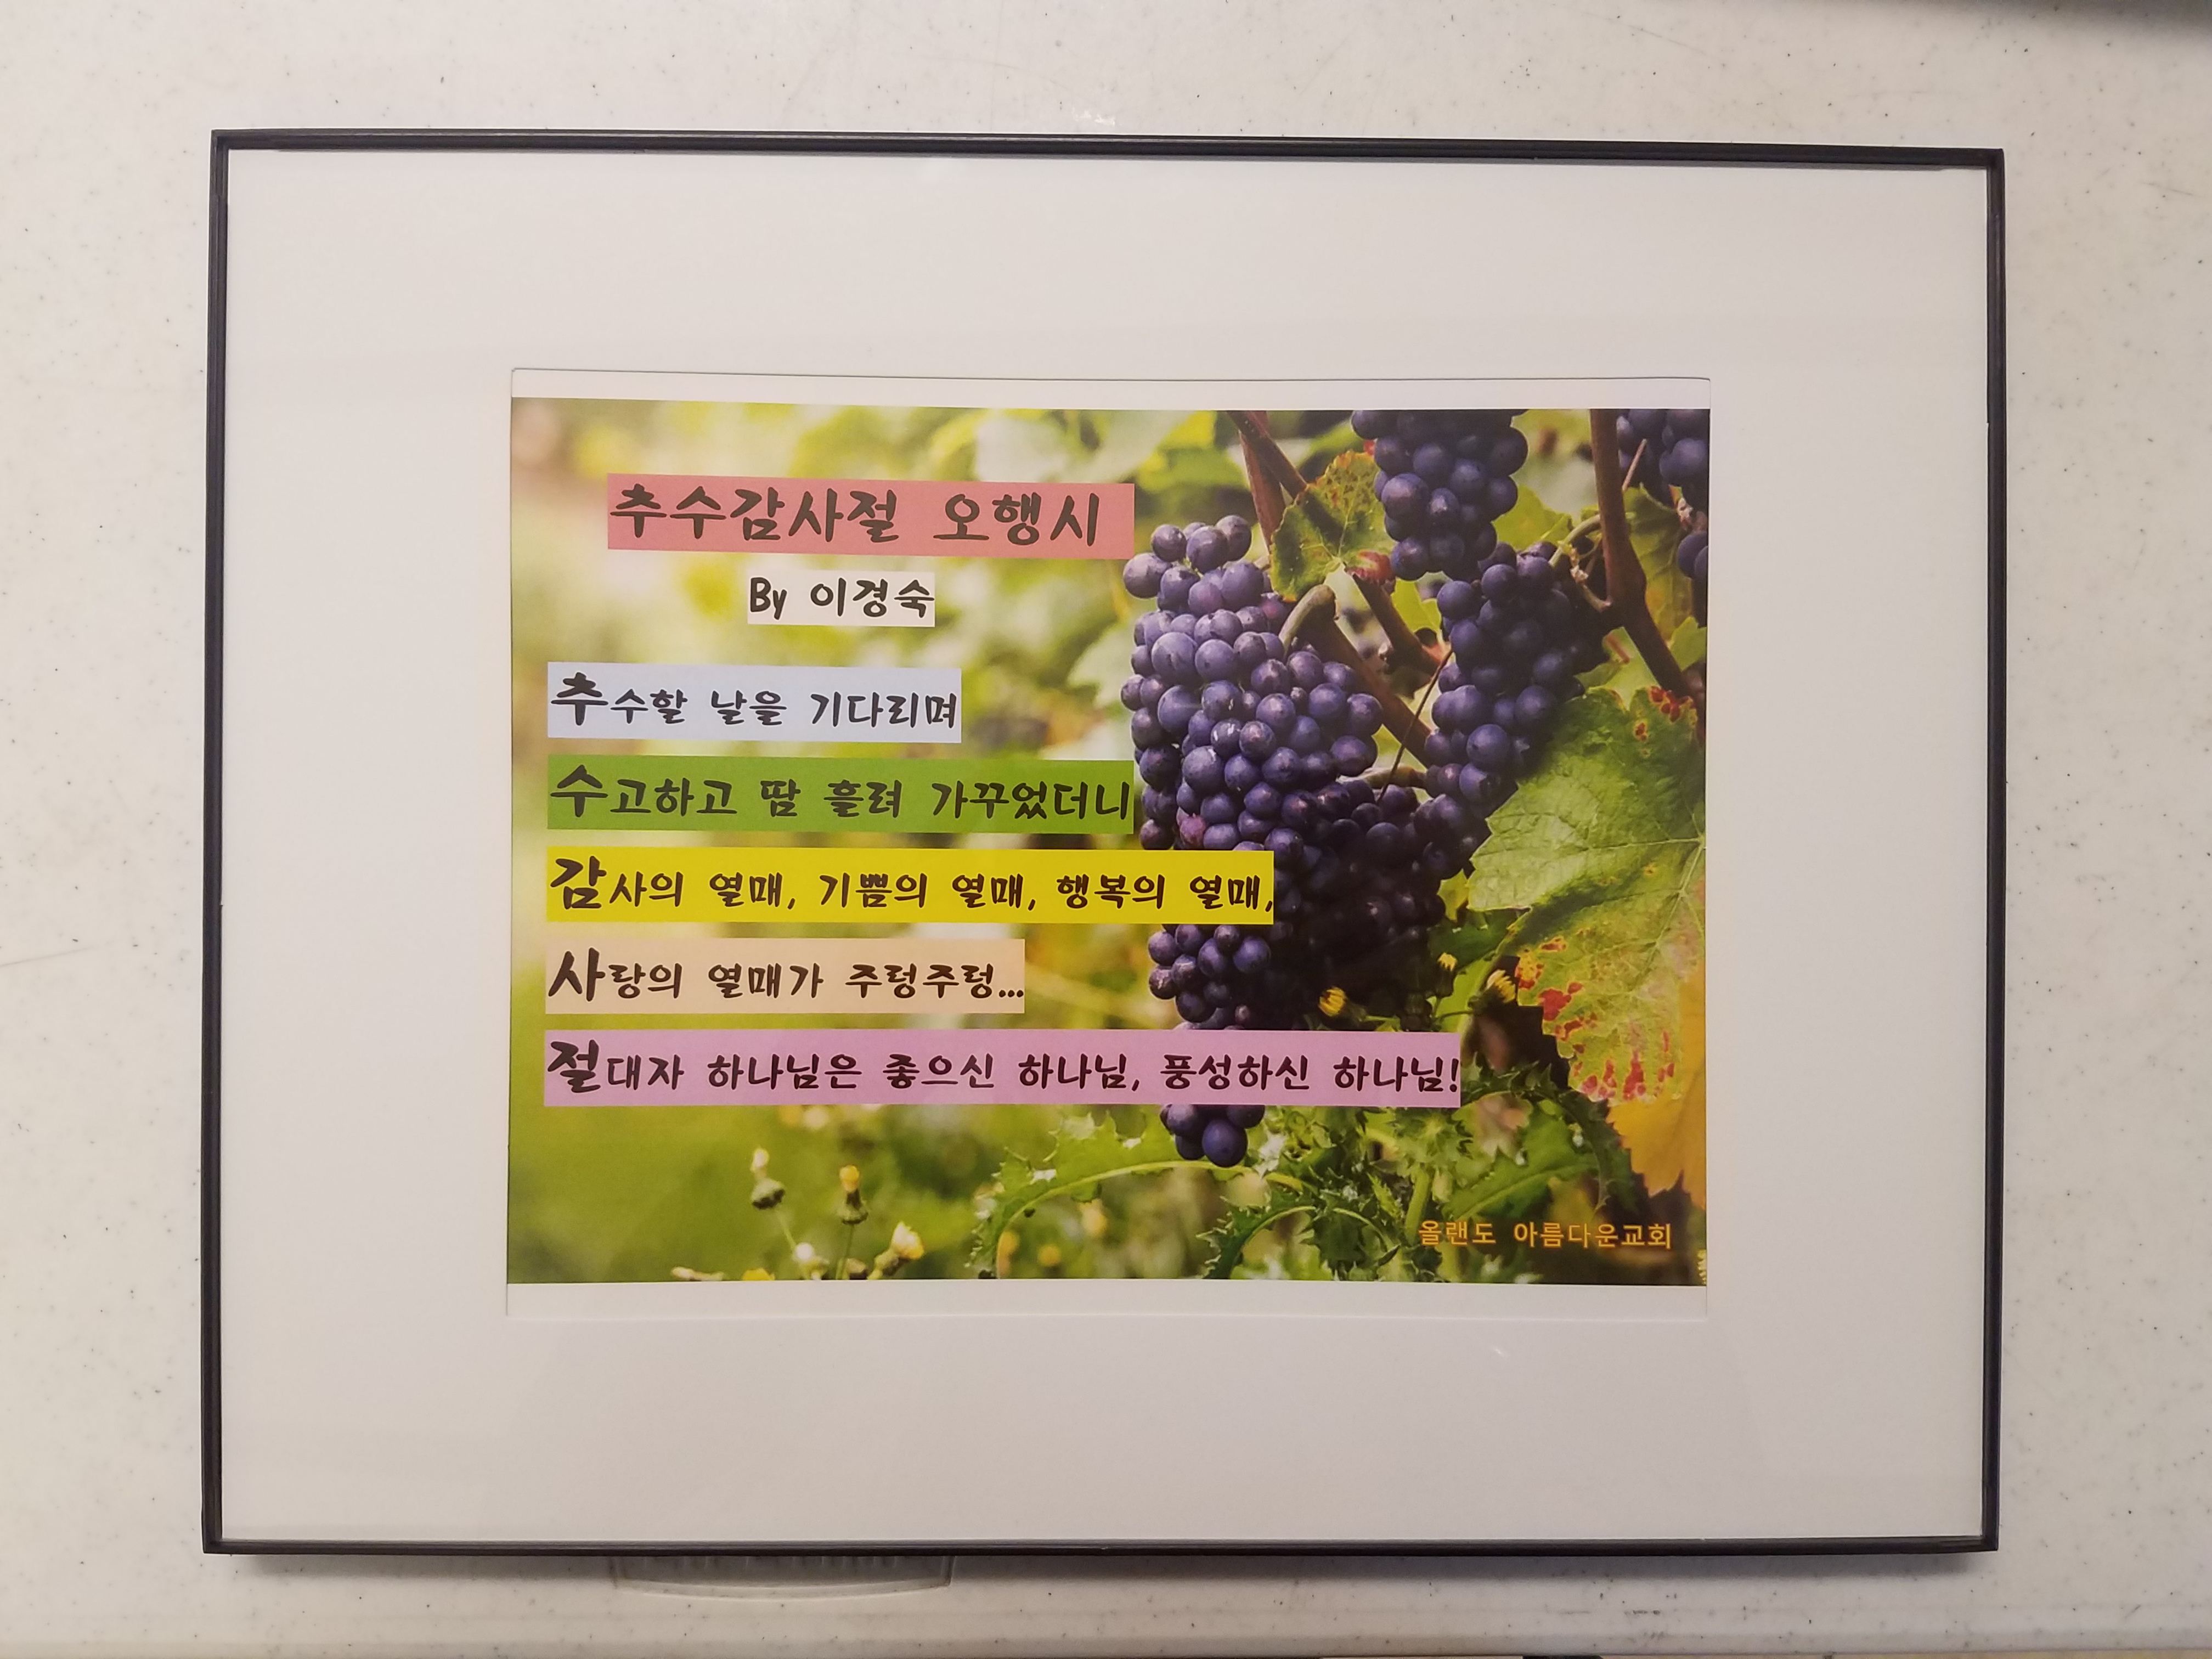 추수감사절 오행시
By 이경숙
추수할 날을 기다리며
수고하고 땀 흘려 가꾸었더니
감사의 열매, 기쁨의 열매, 행복의 열매,
사랑의 열매가 주렁주렁...
절대자 하나님은 좋으신 하나님, 풍성하신 하나님!
올랜도 아름다운교회